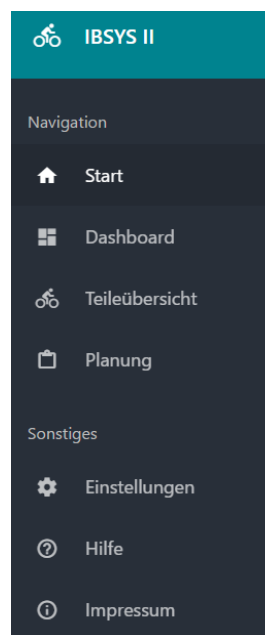 IBSYS II
Navigation
Start
Dashboard
Teileübersicht
Planung
Sonstiges
Einstellungen
Hilfe
Impressum